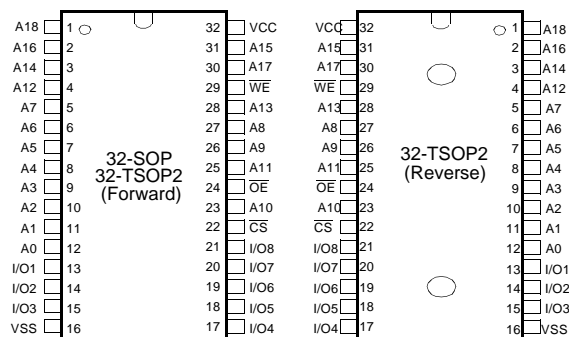 A18 1 32 VCC VCC 32 1 A18
A16 2 31 A15 A15 31 2 A16
A14 3 30 A17 A17 30 3 A14
A12 4 29 WE WE 29 4 A12
A7 5 28 A13 A13 28 5 A7
A6 6 27 A8 A8 27 6 A6
A5 7 26 A9 A9 26 7 A5
A4 8 25 A11 A11 25 8 A4
A3 9 24 OE OE 24 9 A3
A2 10 23 A10 A10 23 10 A2
A1 11 22 CS CS 22 11 A1
A0 12 21 I/O8 I/O8 21 12 A0
I/O1 13 20 I/O7 I/O7 20 13 I/O1
I/O2 14 19 I/O6 I/O6 19 14 I/O2
I/O3 15 18 I/O5 I/O5 18 15 I/O3
VSS 16 17 I/O4 I/O4 17 16 VSS
32-SOP
32-TSOP2
(Forward)
32-TSOP2
(Reverse)